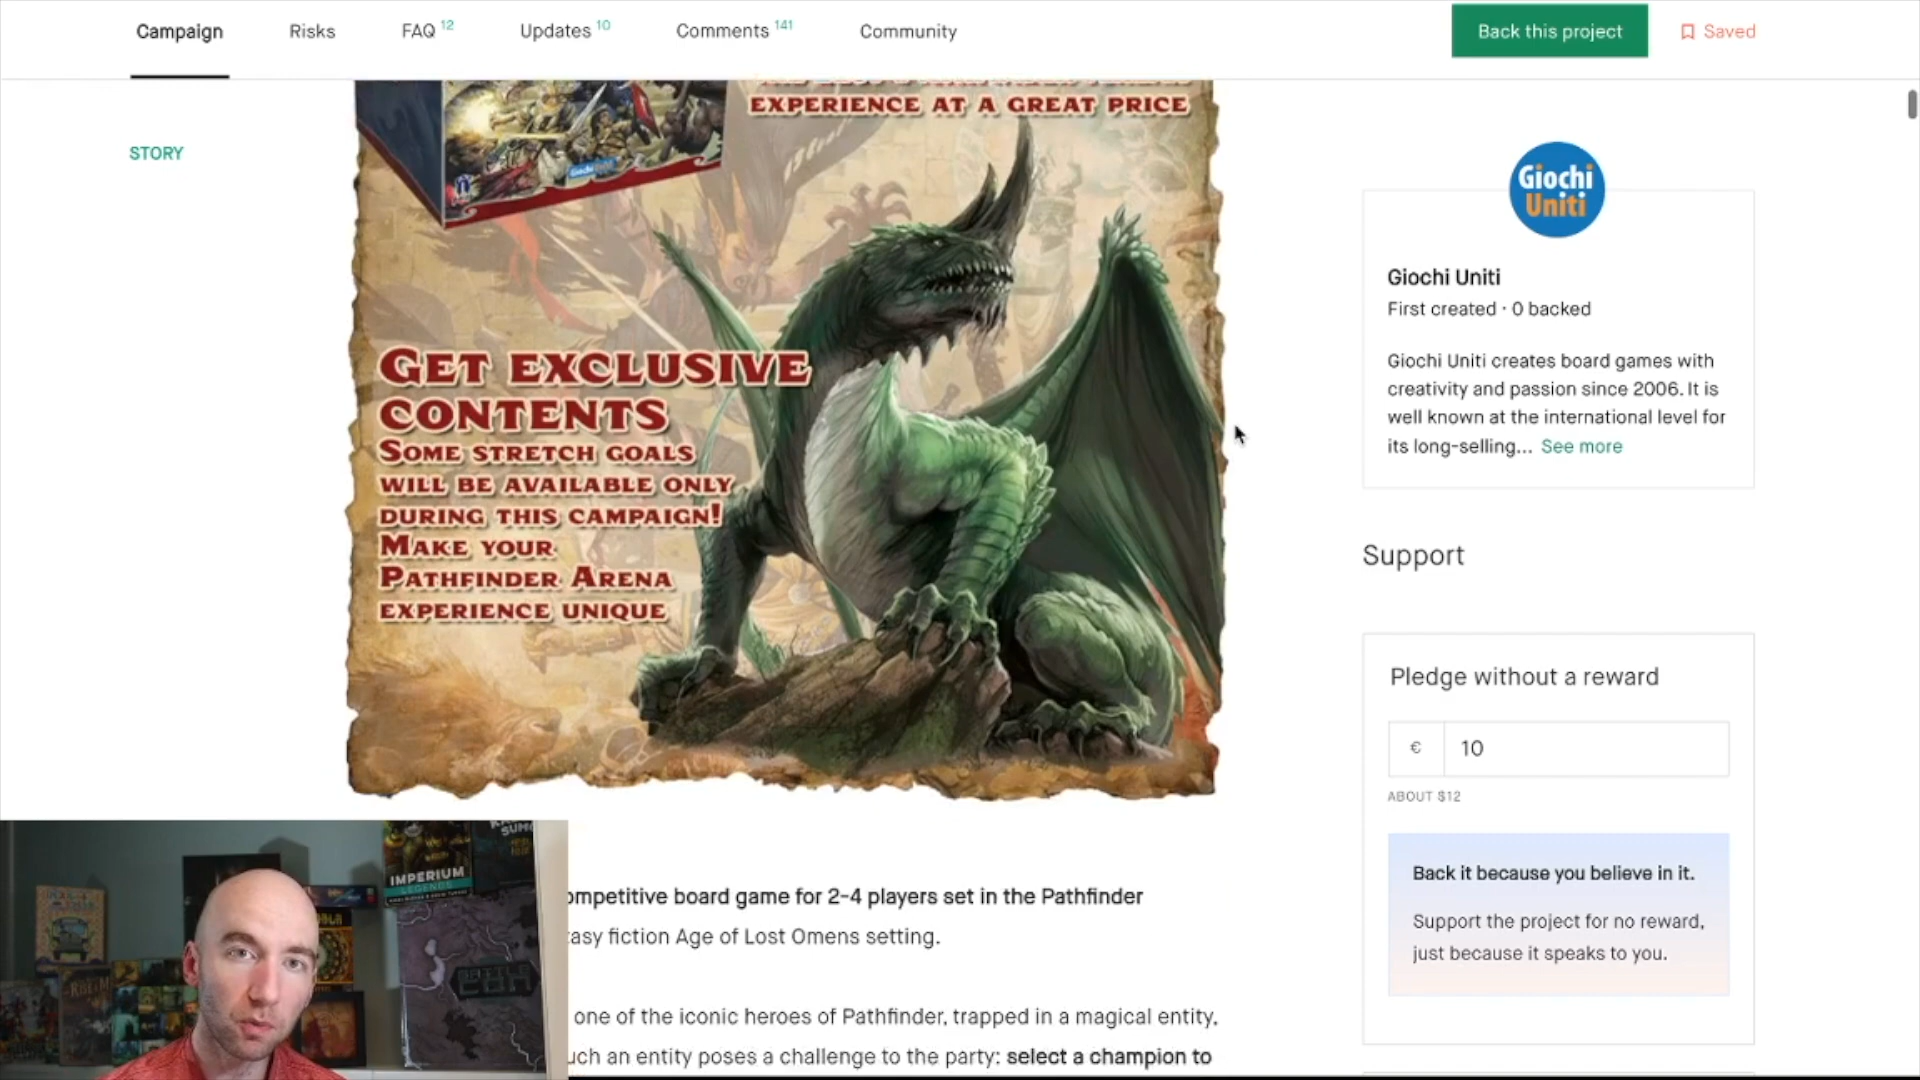 Campaign
Risks
FAQ 12
Updates 10
Comments 141
Community
Back this project
Saved
STORY
EXPERIENCE AT A GREAT PRICE
Giochi
GET EXCLUSIVE
CONTENTS
SOME STRETCH GOALS
WILL BE AVAILABLE ONLY
DURING THIS CAMPAIGN!
MAKE YOUR
PATHFINDER ARENA
EXPERIENCE UNIQUE
Giochi
Uniti
Giochi Uniti
First created · 0 backed
Giochi Uniti creates board games with
creativity and passion since 2006. It is
well known at the international level for
its long-selling... See more
Support
Pledge without a reward
€ 10
ABOUT $12
Back it because you believe in it.
Support the project for no reward,
just because it speaks to you.
IMPERIUM
LEGENDS
BATTLE
CON
ompetitive board game for 2-4 players set in the Pathfinder
tasy fiction Age of Lost Omens setting.
one of the iconic heroes of Pathfinder, trapped in a magical entity.
uch an entity poses a challenge to the party: select a champion to